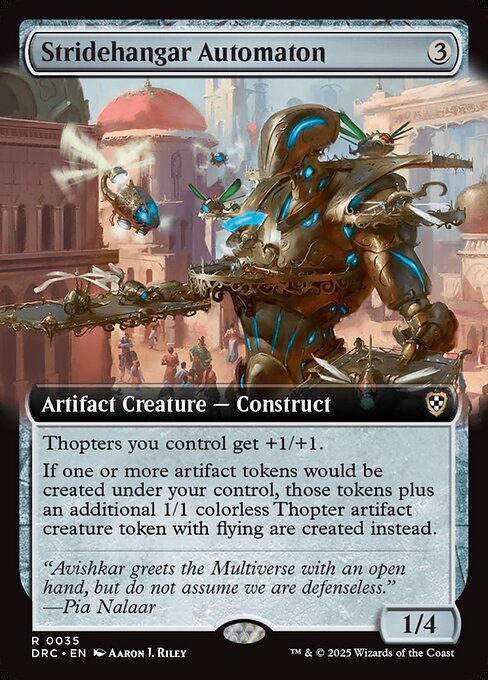 Stridehangar Automaton 3
Artifact Creature — Construct
Thopters you control get +1/+1.
If one or more artifact tokens would be
created under your control, those tokens plus
an additional 1/1 colorless Thopter artifact
creature token with flying are created instead.
“Avishkar greets the Multiverse with an open
hand, but do not assume we are defenseless.”
—Pia Nalaar
1/4
R 0035
DRC • EN Aaron J. Riley
™ & © 2025 Wizards of the Coast